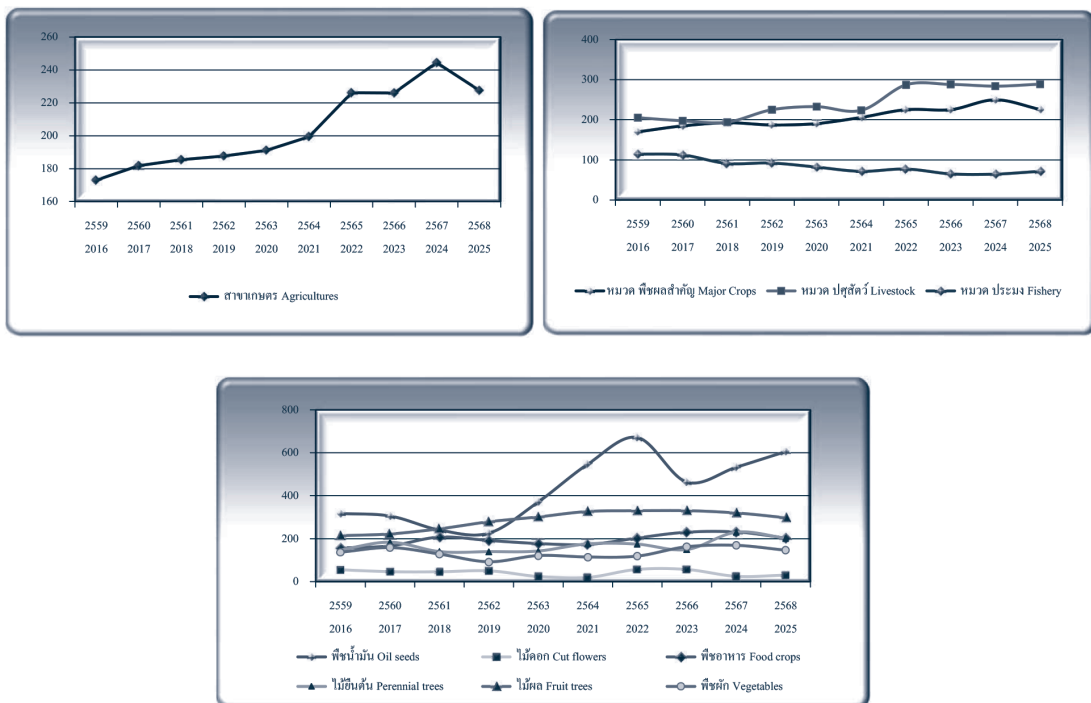 260
240
220
200
180
160
2559 2560 2561 2562 2563 2564 2565 2566 2567 2568
2016 2017 2018 2019 2020 2021 2022 2023 2024 2025
สาขาเกษตร Agricultures
400
300
200
100
0
2559 2560 2561 2562 2563 2564 2565 2566 2567 2568
2016 2017 2018 2019 2020 2021 2022 2023 2024 2025
หมวด พืชผลสำคัญ Major Crops หมวด ปศุสัตว์ Livestock หมวด ประมง Fishery
800
600
400
200
0
2559 2560 2561 2562 2563 2564 2565 2566 2567 2568
2016 2017 2018 2019 2020 2021 2022 2023 2024 2025
พืชน้ำมัน Oil seeds ไม้ดอก Cut flowers พืชอาหาร Food crops
ไม้ยืนต้น Perennial trees ไม้ผล Fruit trees พืชผัก Vegetables